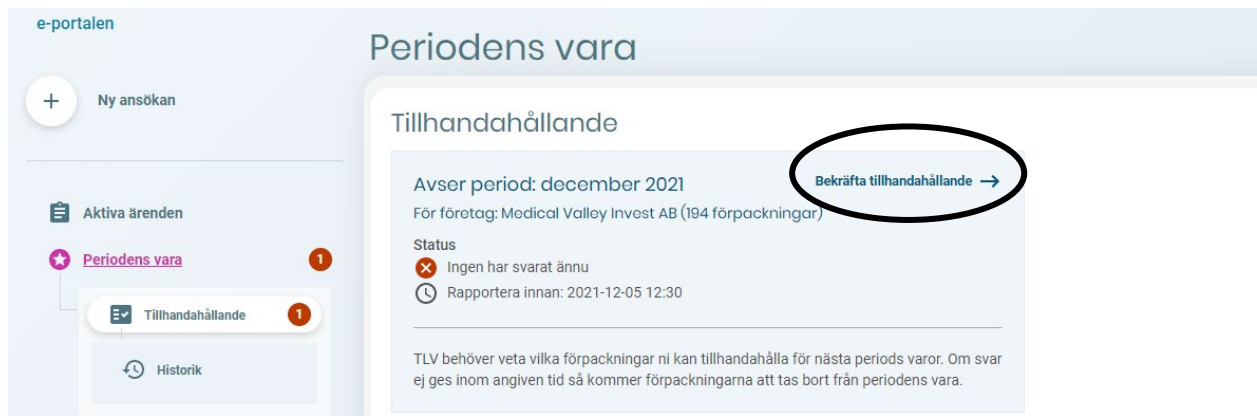 e-portalen
Ny ansökan
Aktiva ärenden
Periodens vara 1
Tillhandahållande 1
Historik
Periodens vara
Tillhandahållande
Avser period: december 2021
Bekräfta tillhandahållande →
För företag: Medical Valley Invest AB (194 förpackningar)
Status
Ingen har svarat ännu
Rapportera innan: 2021-12-05 12:30
TLV behöver veta vilka förpackningar ni kan tillhandahålla för nästa periods varor. Om svar
ej ges inom angiven tid så kommer förpackningarna att tas bort från periodens vara.